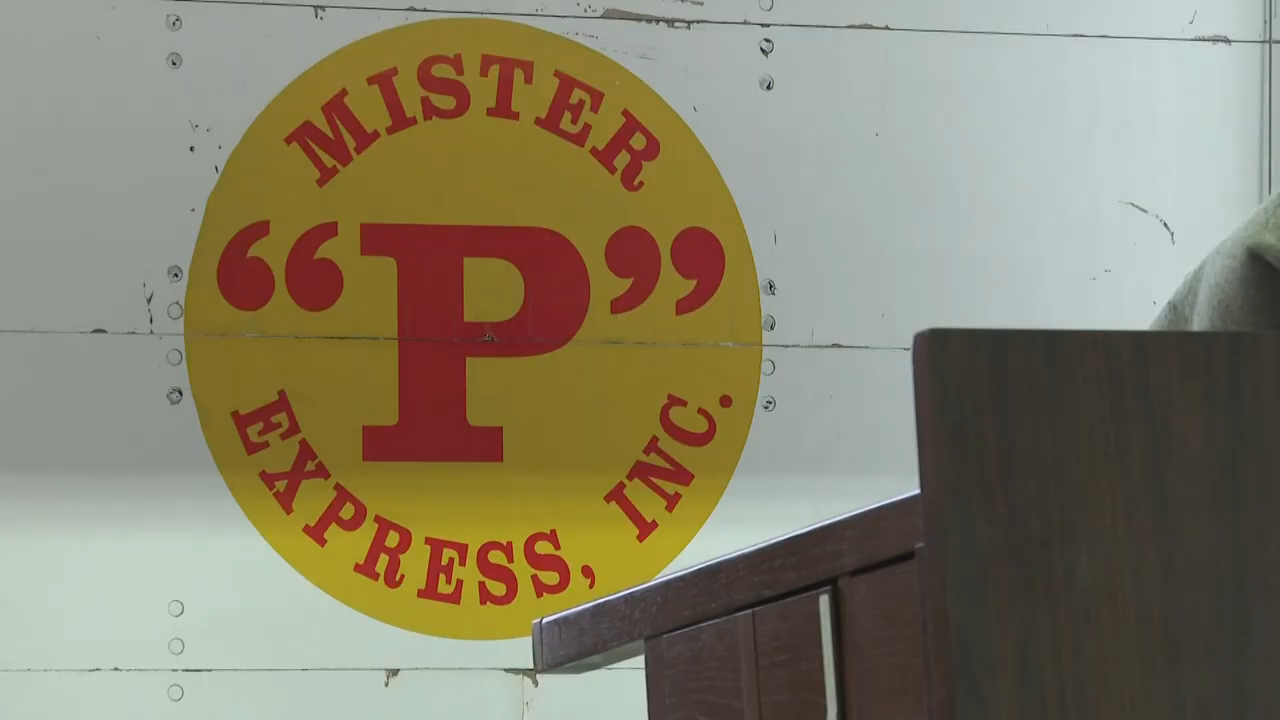 MISTER
“P”
EXPRESS, INC.